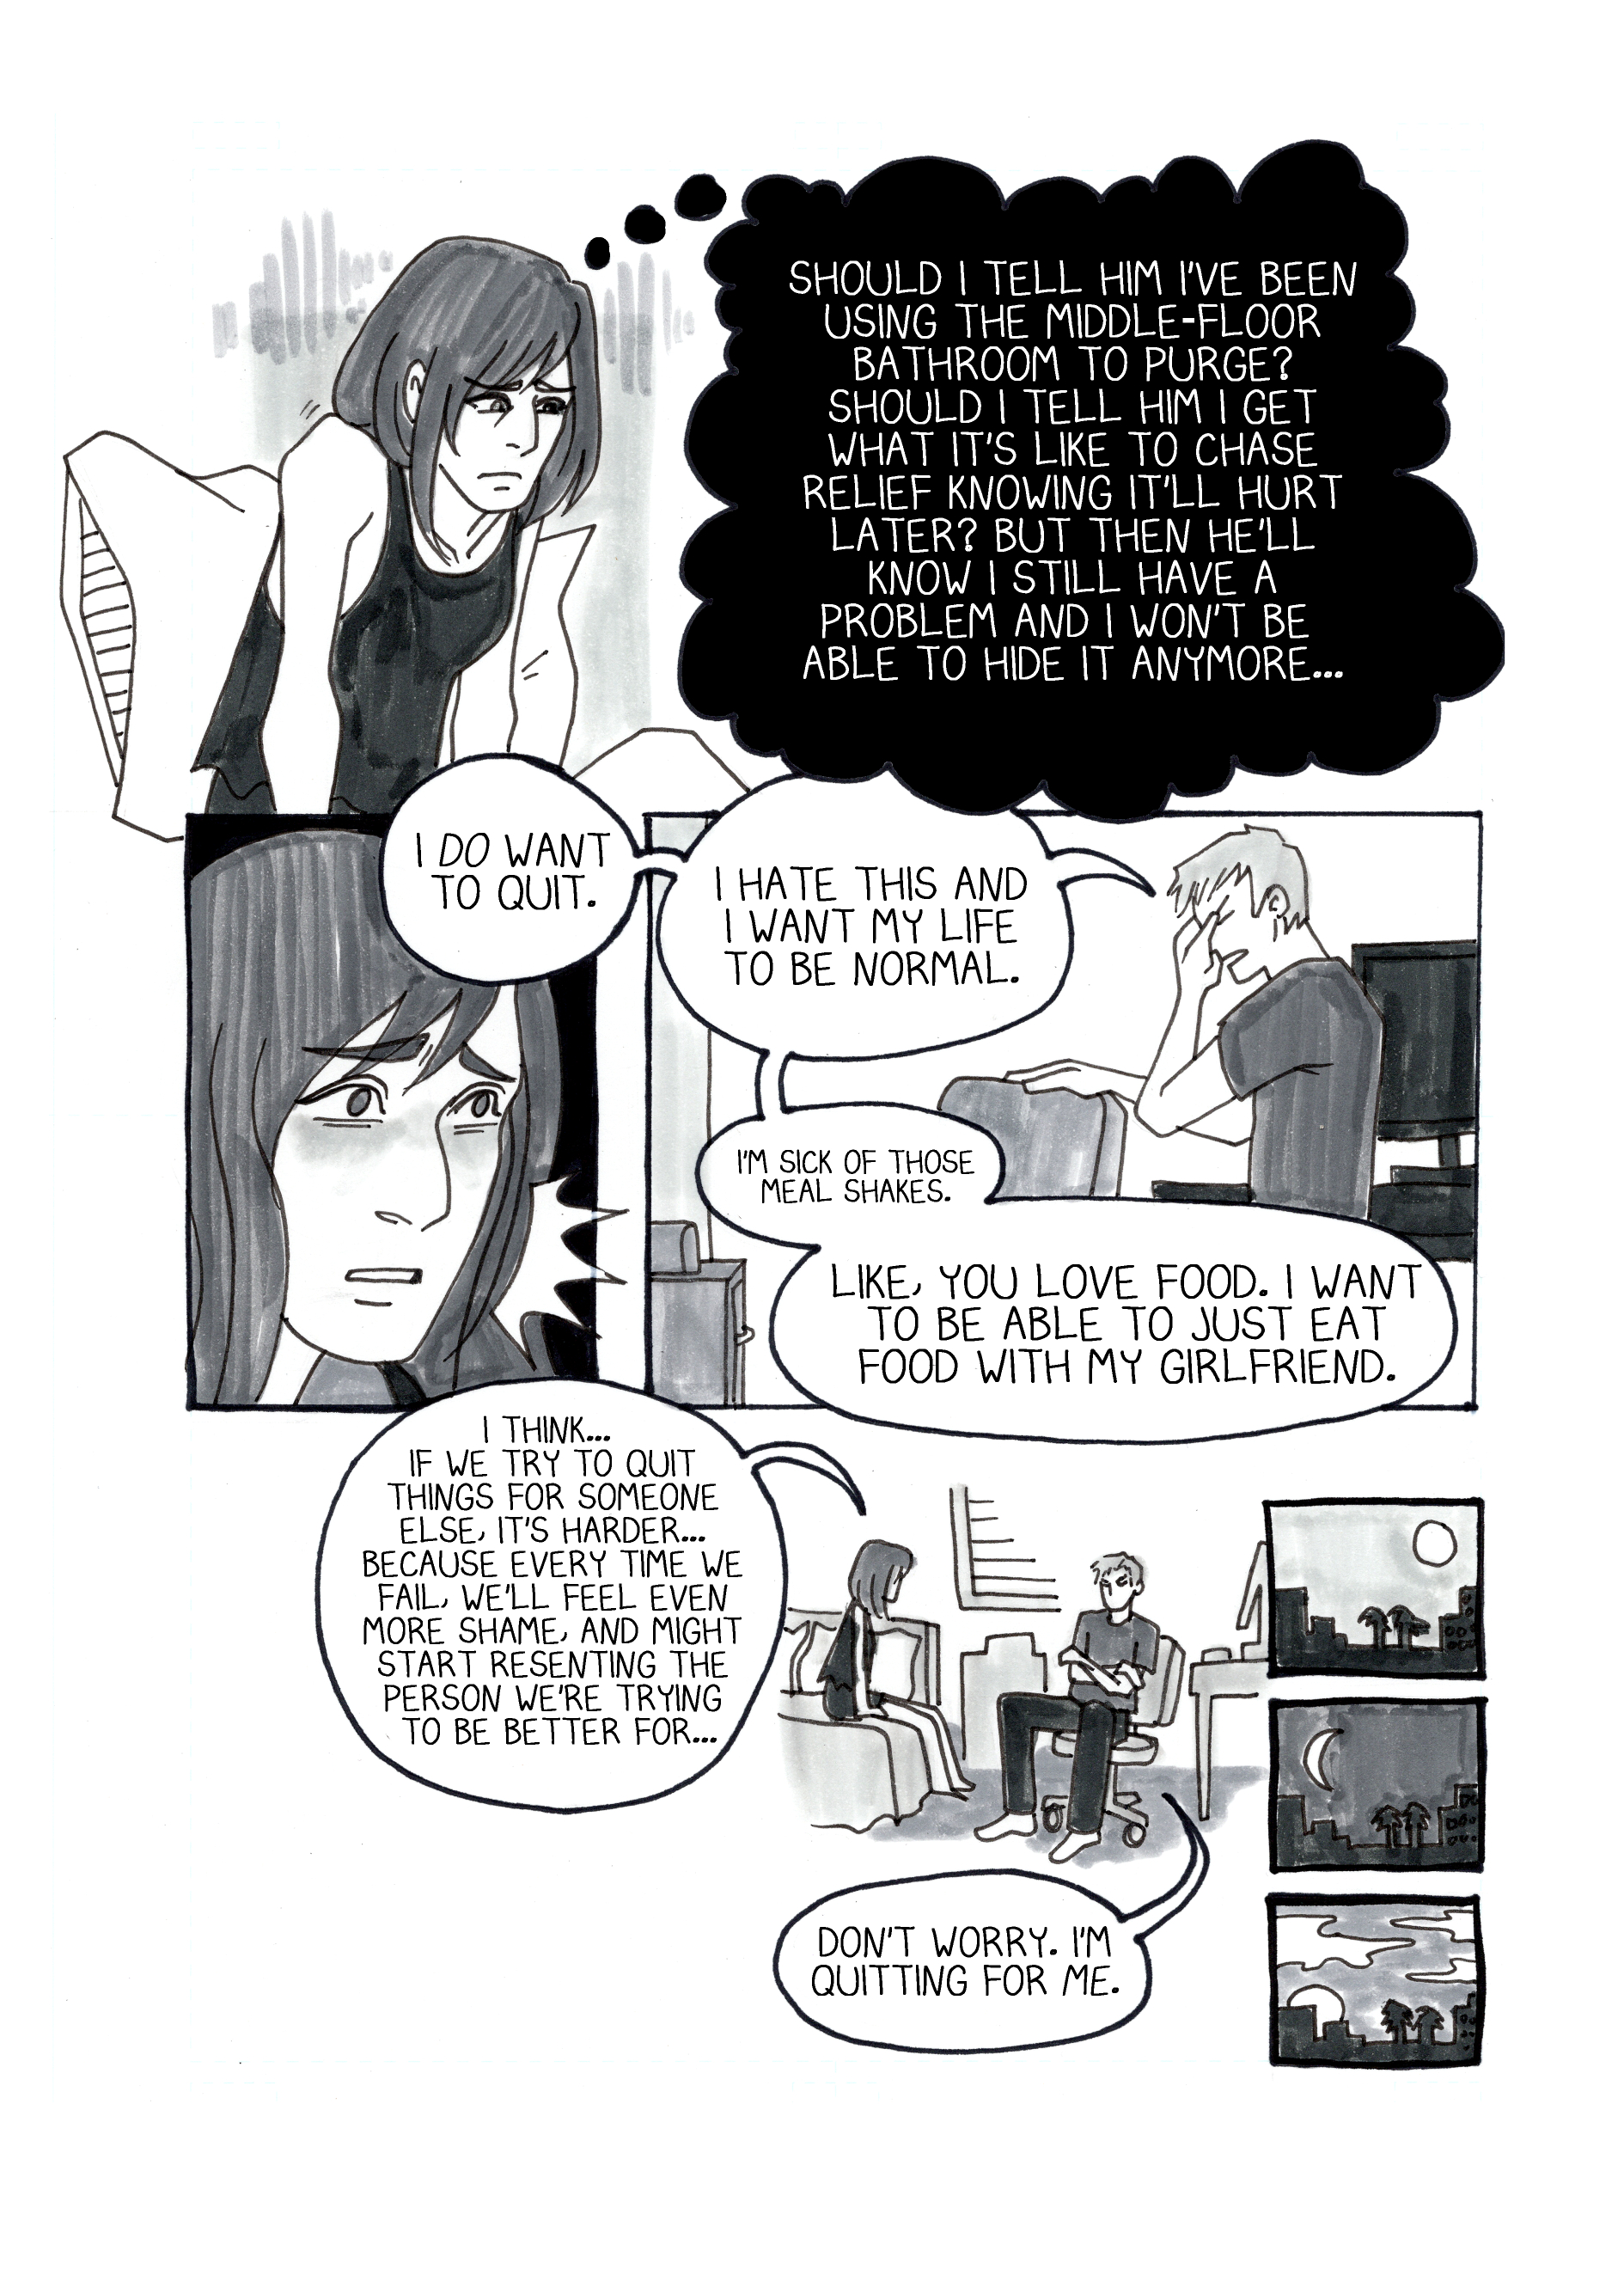 SHOULD I TELL HIM I'VE BEEN
USING THE MIDDLE-FLOOR
BATHROOM TO PURGE?
SHOULD I TELL HIM I GET
WHAT IT'S LIKE TO CHASE
RELIEF KNOWING IT'LL HURT
LATER? BUT THEN HE'LL
KNOW I STILL HAVE A
PROBLEM AND I WON'T BE
ABLE TO HIDE IT ANYMORE...
I DO WANT
TO QUIT.
I HATE THIS AND
I WANT MY LIFE
TO BE NORMAL.
I'M SICK OF THOSE
MEAL SHAKES.
LIKE, YOU LOVE FOOD. I WANT
TO BE ABLE TO JUST EAT
FOOD WITH MY GIRLFRIEND.
I THINK...
IF WE TRY TO QUIT
THINGS FOR SOMEONE
ELSE, IT'S HARDER...
BECAUSE EVERY TIME WE
FAIL, WE'LL FEEL EVEN
MORE SHAME, AND MIGHT
START RESENTING THE
PERSON WE'RE TRYING
TO BE BETTER FOR...
DON'T WORRY. I'M
QUITTING FOR ME.